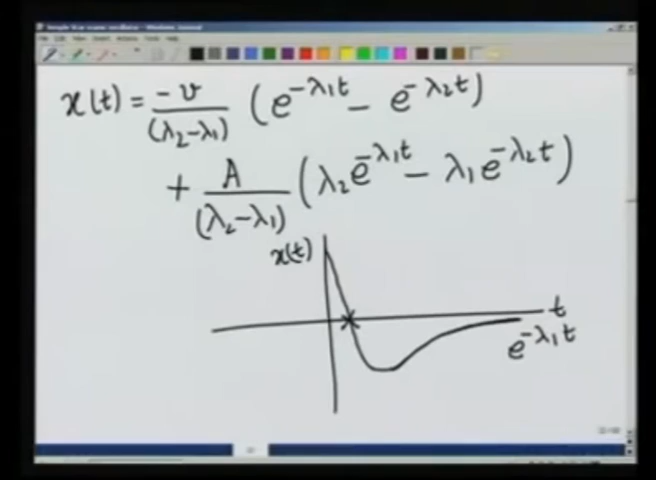 x(t) = -v/(λ₂-λ₁) (e^{-λ₁t} - e^{-λ₂t})
+ A/(λ₂-λ₁) (λ₂e^{-λ₁t} - λ₁e^{-λ₂t})
x(t)
t
e^{-λ₁t}